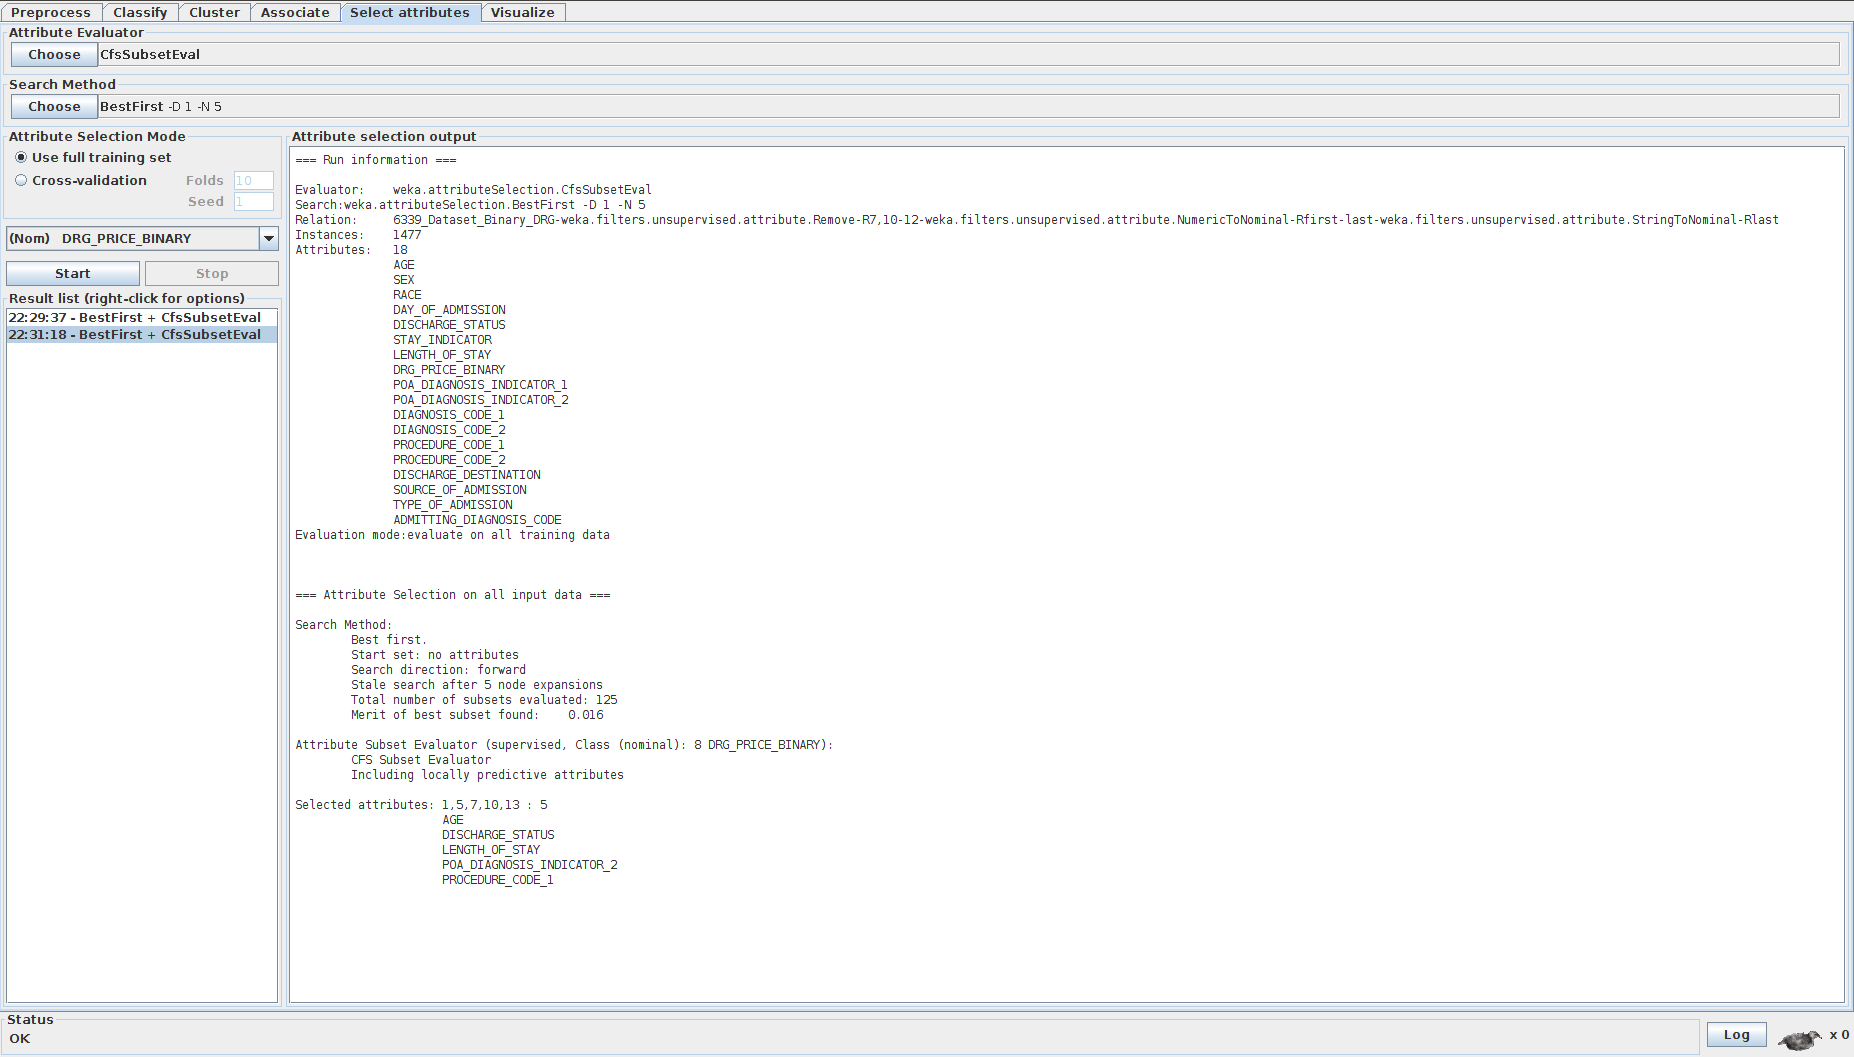 Preprocess Classify Cluster Associate Select attributes Visualize
Attribute Evaluator
Choose CfsSubsetEval
Search Method
Choose BestFirst -D 1 -N 5
Attribute Selection Mode
Use full training set
Cross-validation Folds 10
Seed 1
(Nom) DRG_PRICE_BINARY
Start Stop
Result list (right-click for options)
22:29:37 - BestFirst + CfsSubsetEval
22:31:18 - BestFirst + CfsSubsetEval
Attribute selection output
=== Run information ===
Evaluator: weka.attributeSelection.CfsSubsetEval
Search:weka.attributeSelection.BestFirst -D 1 -N 5
Relation: 6339_Dataset_Binary_DRG-weka.filters.unsupervised.attribute.Remove-R7,10-12-weka.filters.unsupervised.attribute.NumericToNominal-Rfirst-last-weka.filters.unsupervised.attribute.StringToNominal-Rlast
Instances: 1477
Attributes: 18
AGE
SEX
RACE
DAY_OF_ADMISSION
DISCHARGE_STATUS
STAY_INDICATOR
LENGTH_OF_STAY
DRG_PRICE_BINARY
POA_DIAGNOSIS_INDICATOR_1
POA_DIAGNOSIS_INDICATOR_2
DIAGNOSIS_CODE_1
DIAGNOSIS_CODE_2
PROCEDURE_CODE_1
PROCEDURE_CODE_2
DISCHARGE_DESTINATION
SOURCE_OF_ADMISSION
TYPE_OF_ADMISSION
ADMITTING_DIAGNOSIS_CODE
Evaluation mode:evaluate on all training data
=== Attribute Selection on all input data ===
Search Method:
Best first.
Start set: no attributes
Search direction: forward
Stale search after 5 node expansions
Total number of subsets evaluated: 125
Merit of best subset found: 0.016
Attribute Subset Evaluator (supervised, Class (nominal): 8 DRG_PRICE_BINARY):
CFS Subset Evaluator
Including locally predictive attributes
Selected attributes: 1,5,7,10,13 : 5
AGE
DISCHARGE_STATUS
LENGTH_OF_STAY
POA_DIAGNOSIS_INDICATOR_2
PROCEDURE_CODE_1
Status
OK
Log x 0